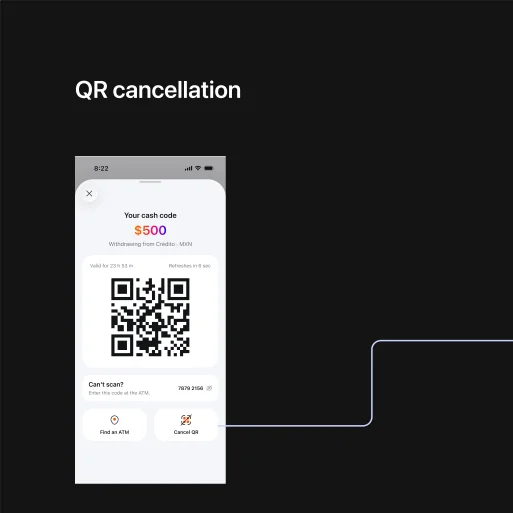 QR cancellation
8:22
Your cash code
$500
Withdrawing from Crédito - MXN
Valid for 23 h 53 m
Refreshes in 6 sec.
Can't scan?
Enter this code at the ATM.
7879 2156
Find an ATM
Cancel QR